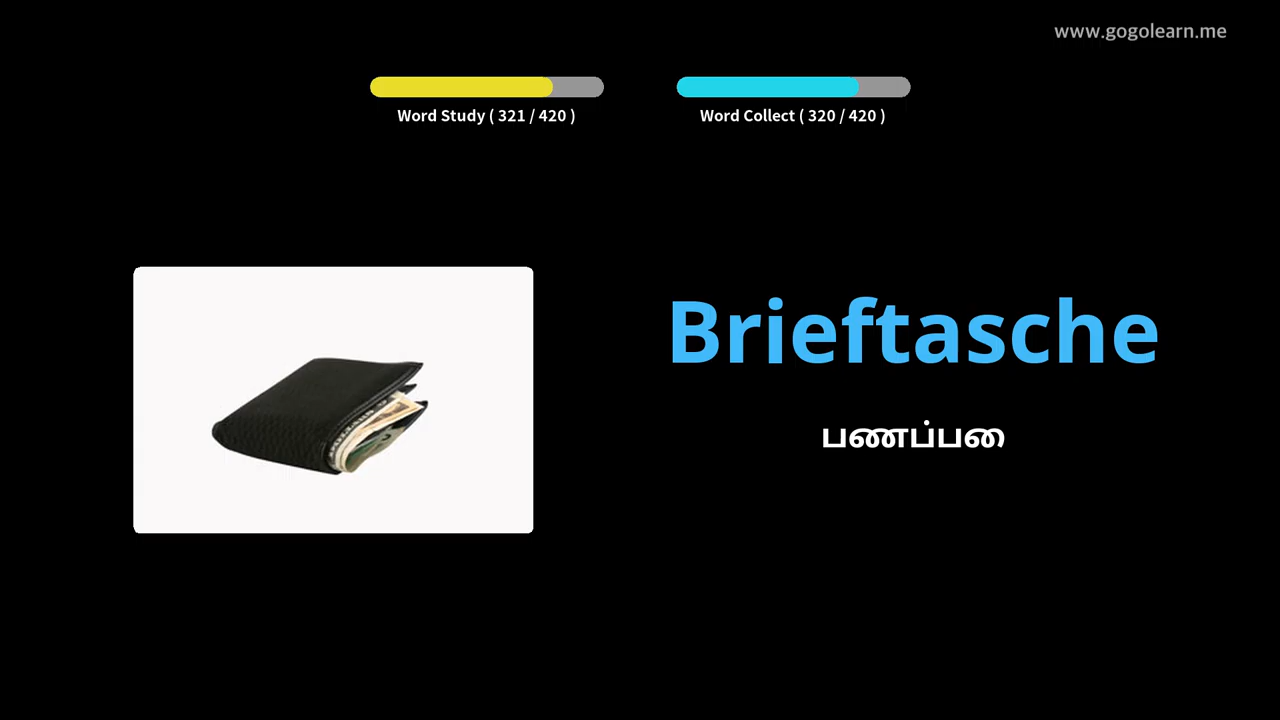 www.gogolearn.me
Word Study ( 321 / 420 )
Word Collect ( 320 / 420 )
Brieftasche
பணப்பை